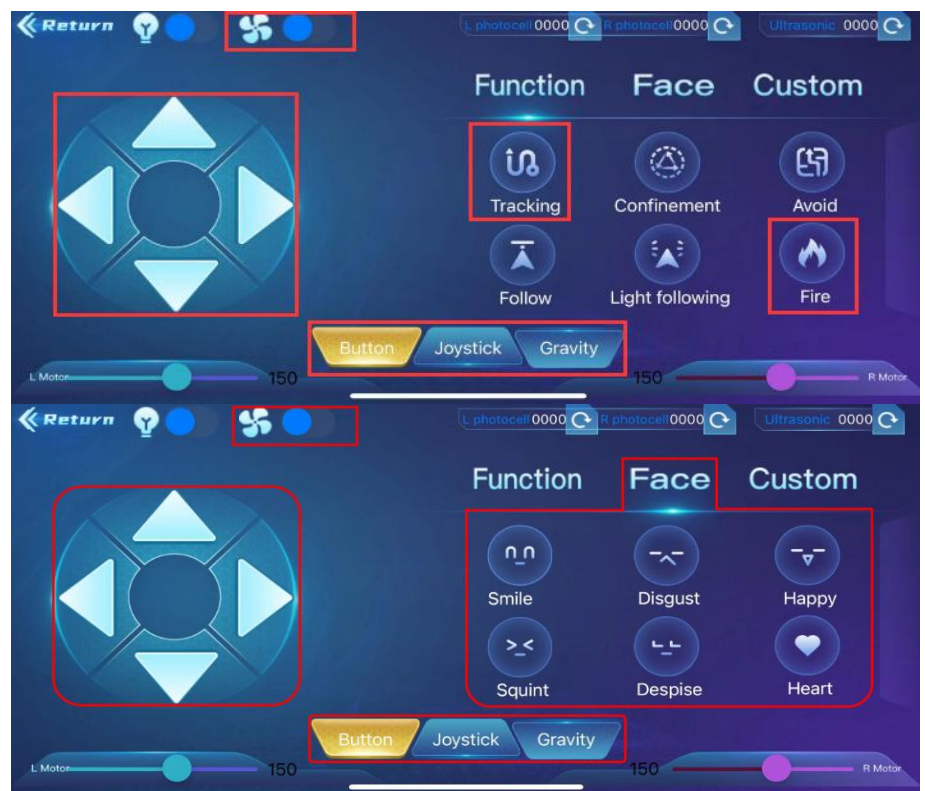 Return L photocell 0000 R photocell 0000 Ultrasonic 0000
Function Face Custom
Tracking Confinement Avoid
Follow Light following Fire
Button Joystick Gravity
L Motor 150 150 R Motor
Return L photocell 0000 R photocell 0000 Ultrasonic 0000
Function Face Custom
Smile Disgust Happy
Squint Despise Heart
Button Joystick Gravity
L Motor 150 150 R Motor